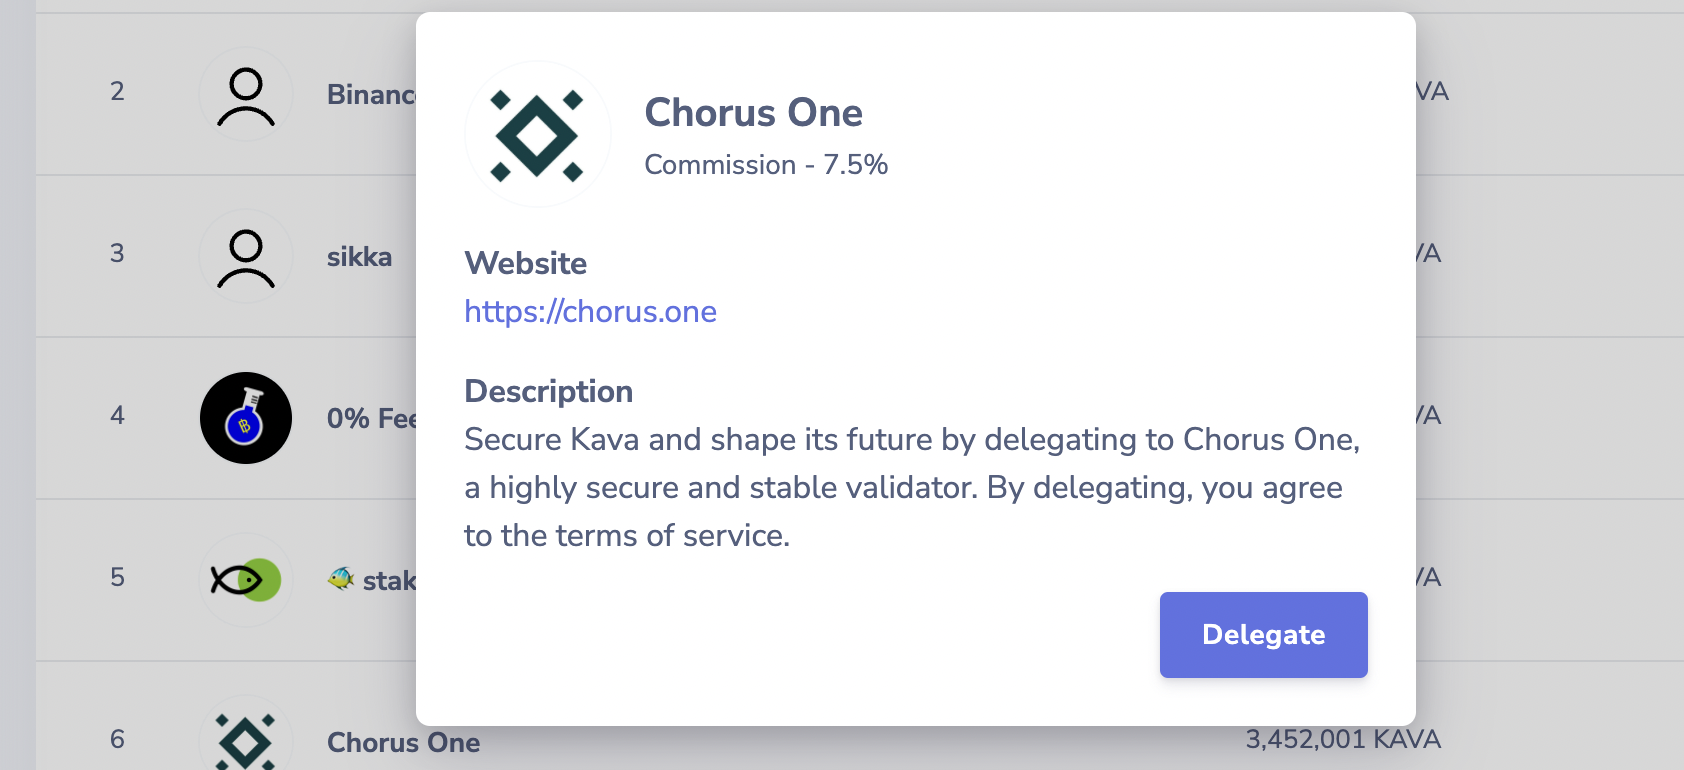 2
Binanc
VA
3
sikka
VA
4
0% Fee
VA
5
🐠 stak
VA
6
Chorus One
3,452,001 KAVA
Chorus One
Commission - 7.5%
Website
https://chorus.one
Description
Secure Kava and shape its future by delegating to Chorus One,
a highly secure and stable validator. By delegating, you agree
to the terms of service.
Delegate